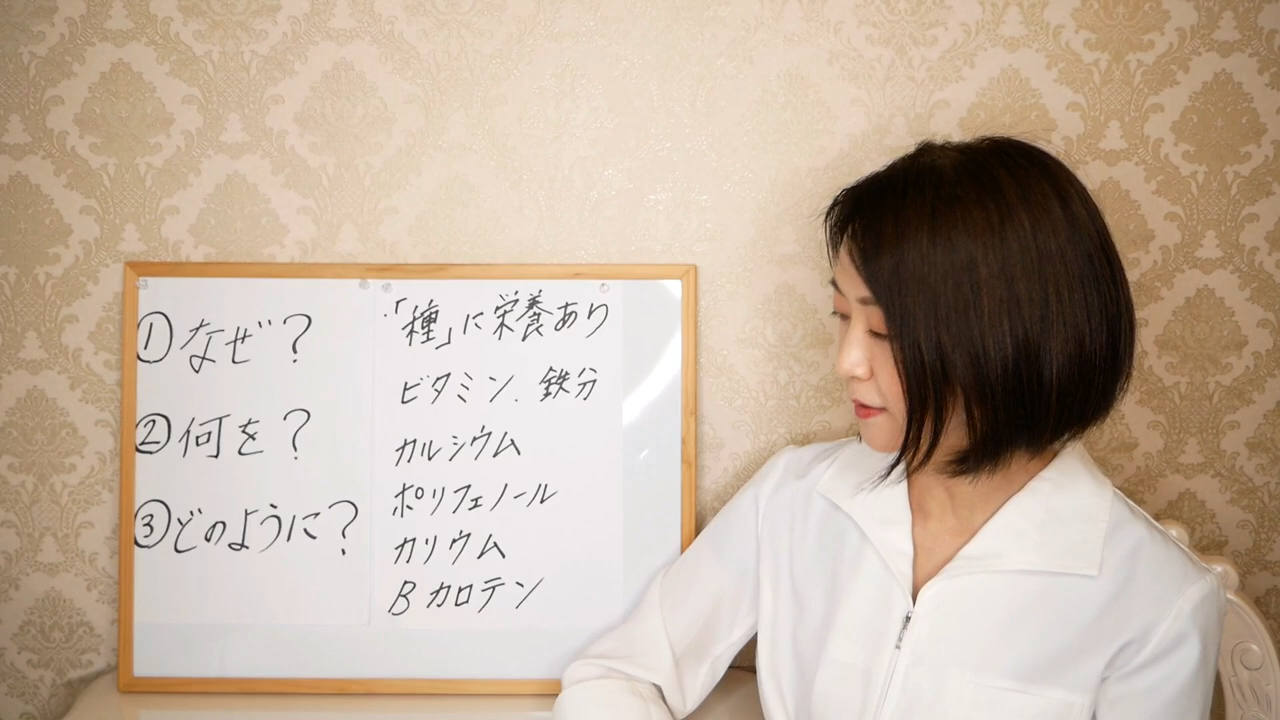 ①なぜ?
②何を?
③どのように?
「種」に栄養あり
ビタミン. 鉄分
カルシウム
ポリフェノール
カリウム
Bカロテン